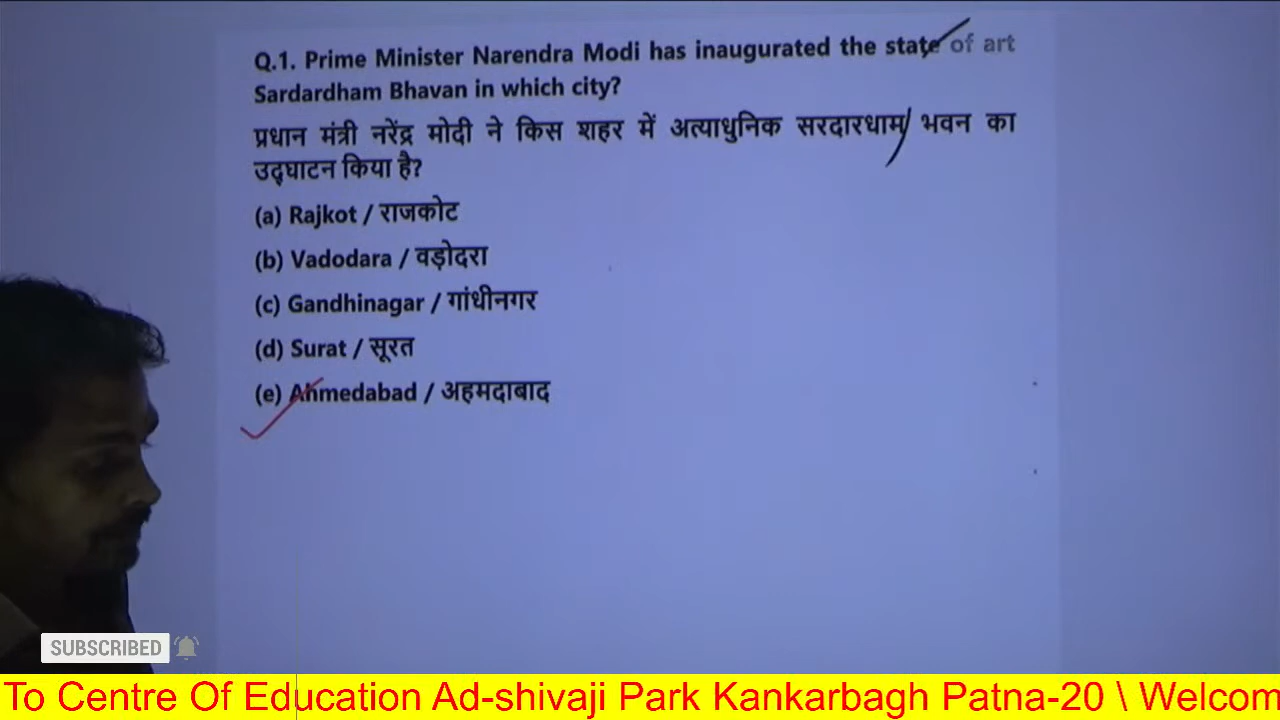 Q.1. Prime Minister Narendra Modi has inaugurated the state of art
Sardardham Bhavan in which city?
प्रधान मंत्री नरेंद्र मोदी ने किस शहर में अत्याधुनिक सरदारधाम भवन का
उद्घाटन किया है?
(a) Rajkot / राजकोट
(b) Vadodara / वड़ोदरा
(c) Gandhinagar / गांधीनगर
(d) Surat / सूरत
(e) Ahmedabad / अहमदाबाद
SUBSCRIBED
To Centre Of Education Ad-shivaji Park Kankarbagh Patna-20 \ Welcom